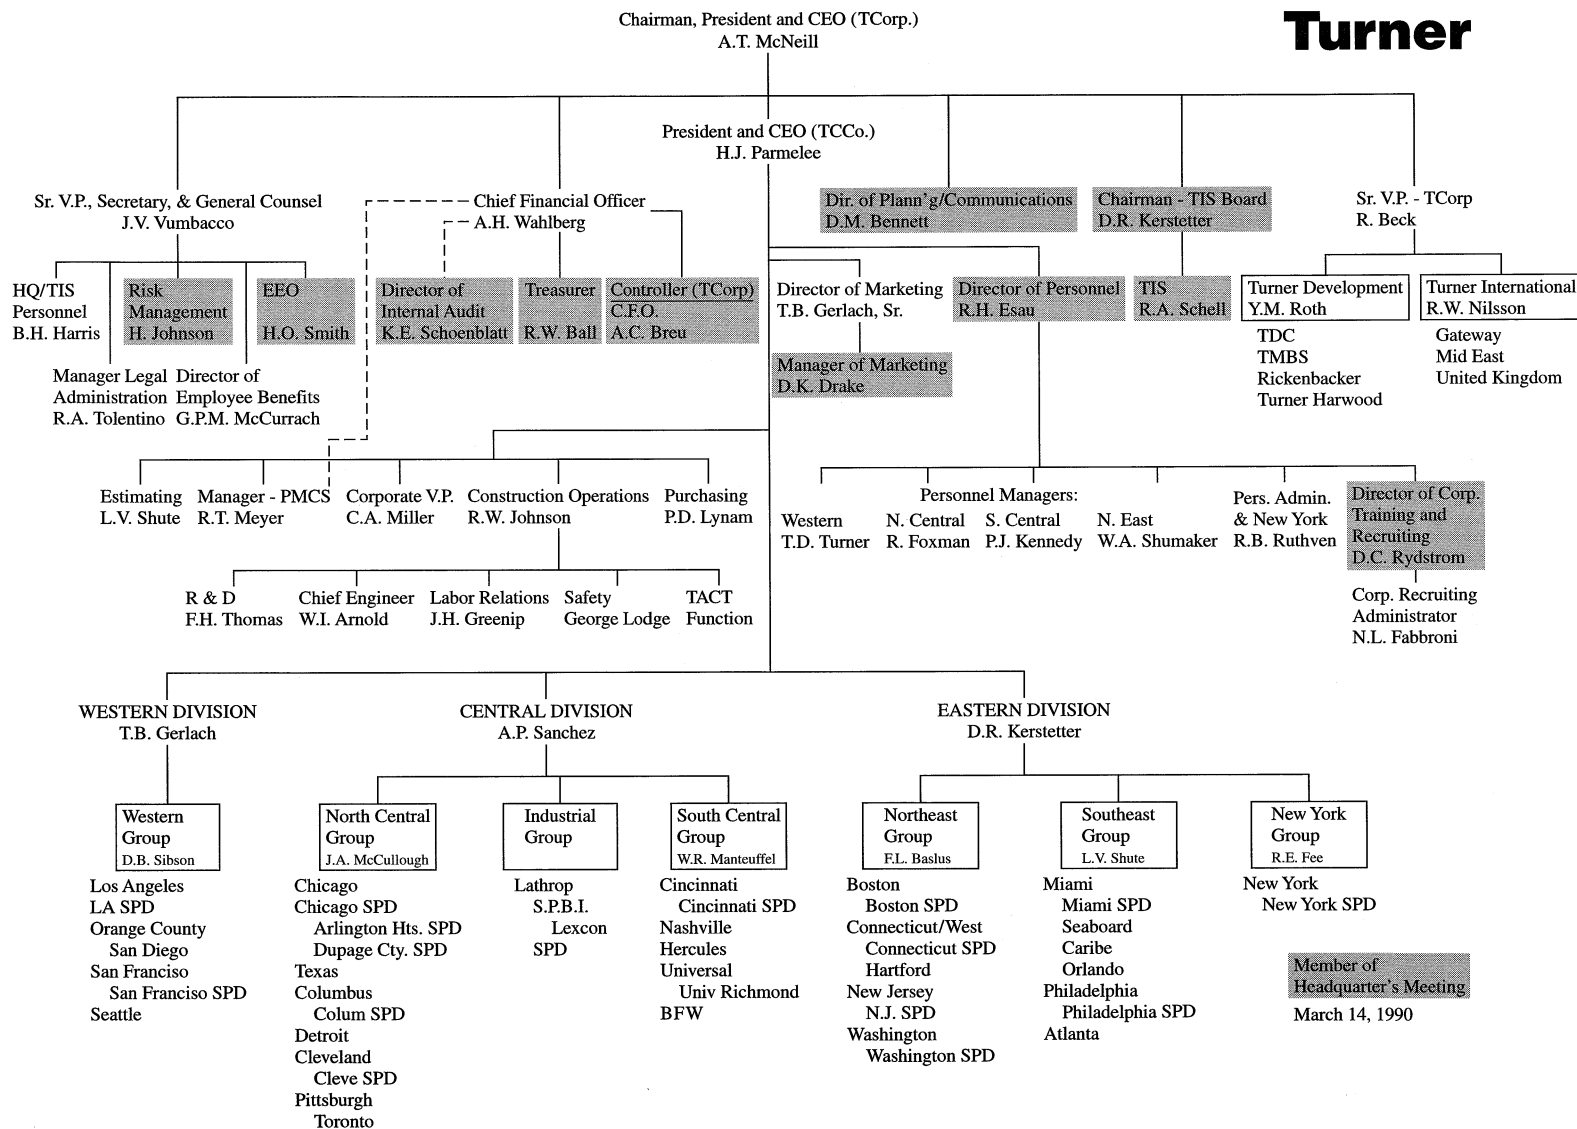 Chairman, President and CEO (TCorp.)
A.T. McNeill
Turner
President and CEO (TCCo.)
H.J. Parmelee
Sr. V.P., Secretary, & General Counsel
J.V. Vumbacco
Chief Financial Officer
A.H. Wahlberg
Dir. of Plann'g/Communications
D.M. Bennett
Chairman - TIS Board
D.R. Kerstetter
Sr. V.P. - TCorp
R. Beck
HQ/TIS
Personnel
B.H. Harris
Risk
Management
H. Johnson
EEO
H.O. Smith
Director of
Internal Audit
K.E. Schoenblatt
Treasurer
R.W. Ball
Controller (TCorp)
C.F.O.
A.C. Breu
Director of Marketing
T.B. Gerlach, Sr.
Director of Personnel
R.H. Esau
TIS
R.A. Schell
Turner Development
Y.M. Roth
TDC
TMBS
Rickenbacker
Turner Harwood
Turner International
R.W. Nilsson
Gateway
Mid East
United Kingdom
Manager of Marketing
D.K. Drake
Manager Legal
Administration
R.A. Tolentino
Director of
Employee Benefits
G.P.M. McCurrach
Estimating
L.V. Shute
Manager - PMCS
R.T. Meyer
Corporate V.P.
C.A. Miller
Construction Operations
R.W. Johnson
Purchasing
P.D. Lynam
Personnel Managers:
Western
T.D. Turner
N. Central
R. Foxman
S. Central
P.J. Kennedy
N. East
W.A. Shumaker
Pers. Admin.
& New York
R.B. Ruthven
Director of Corp.
Training and
Recruiting
D.C. Rydstrom
Corp. Recruiting
Administrator
N.L. Fabbroni
R & D
F.H. Thomas
Chief Engineer
W.I. Arnold
Labor Relations
J.H. Greenip
Safety
George Lodge
TACT
Function
WESTERN DIVISION
T.B. Gerlach
CENTRAL DIVISION
A.P. Sanchez
EASTERN DIVISION
D.R. Kerstetter
Western
Group
D.B. Sibson
Los Angeles
LA SPD
Orange County
San Diego
San Franciso
San Franciso SPD
Seattle
North Central
Group
J.A. McCullough
Chicago
Chicago SPD
Arlington Hts. SPD
Dupage Cty. SPD
Texas
Columbus
Colum SPD
Detroit
Cleveland
Cleve SPD
Pittsburgh
Toronto
Industrial
Group
Lathrop
S.P.B.I.
Lexcon
SPD
South Central
Group
W.R. Manteuffel
Cincinnati
Cincinnati SPD
Nashville
Hercules
Universal
Univ Richmond
BFW
Northeast
Group
F.L. Baslus
Boston
Boston SPD
Connecticut/West
Connecticut SPD
Hartford
New Jersey
N.J. SPD
Washington
Washington SPD
Southeast
Group
L.V. Shute
Miami
Miami SPD
Seaboard
Caribe
Orlando
Philadelphia
Philadelphia SPD
Atlanta
New York
Group
R.E. Fee
New York
New York SPD
Member of
Headquarter's Meeting
March 14, 1990